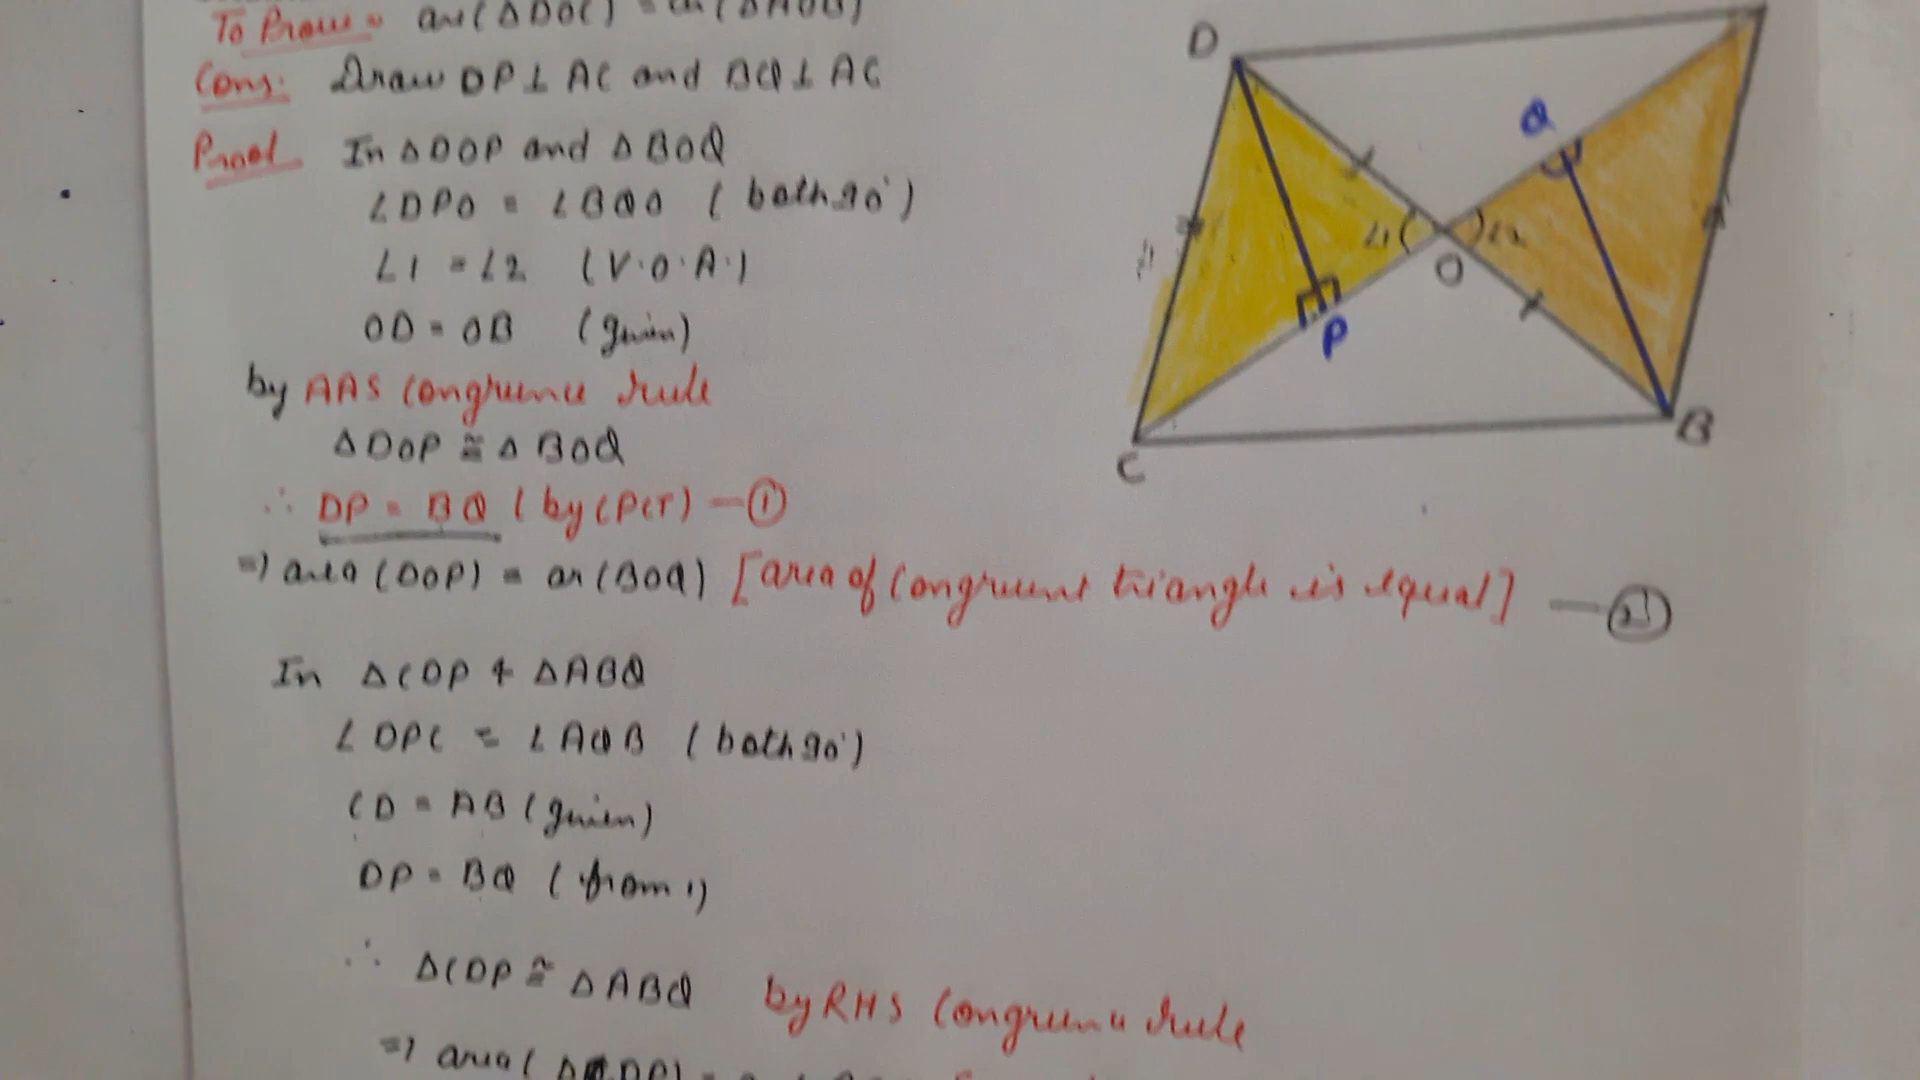 To Prove = ar(ΔDOC) = ar(ΔAOB)
Cons: Draw DP⊥ AC and BQ⊥ AC
Proof In ΔDOP and ΔBOQ
∠DPO = ∠BQO (both 90°)
∠1 = ∠2 (V.O.A.)
OD = OB (given)
by AAS Congruence rule
ΔDOP ≅ Δ BOQ
∴ DP = BQ (by CPCT) — ①
=) area (DOP) = ar (BOQ) [area of Congruent triangle is equal] — ②
In ΔCDP & ΔABQ
∠DPC = ∠AQB (both 90°)
CD = AB (given)
DP = BQ (from 1)
∴ ΔCDP ≅ ΔABQ by RHS Congruence rule
=) area (
D
Q
∠1
∠2
O
P
B
C